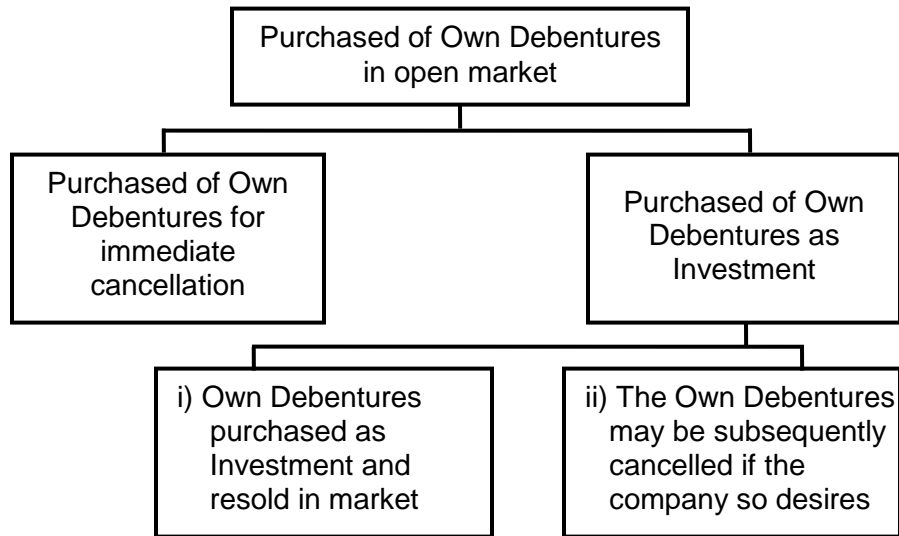 Purchased of Own Debentures
in open market
Purchased of Own
Debentures for
immediate
cancellation
Purchased of Own
Debentures as
Investment
i) Own Debentures
purchased as
Investment and
resold in market
ii) The Own Debentures
may be subsequently
cancelled if the
company so desires